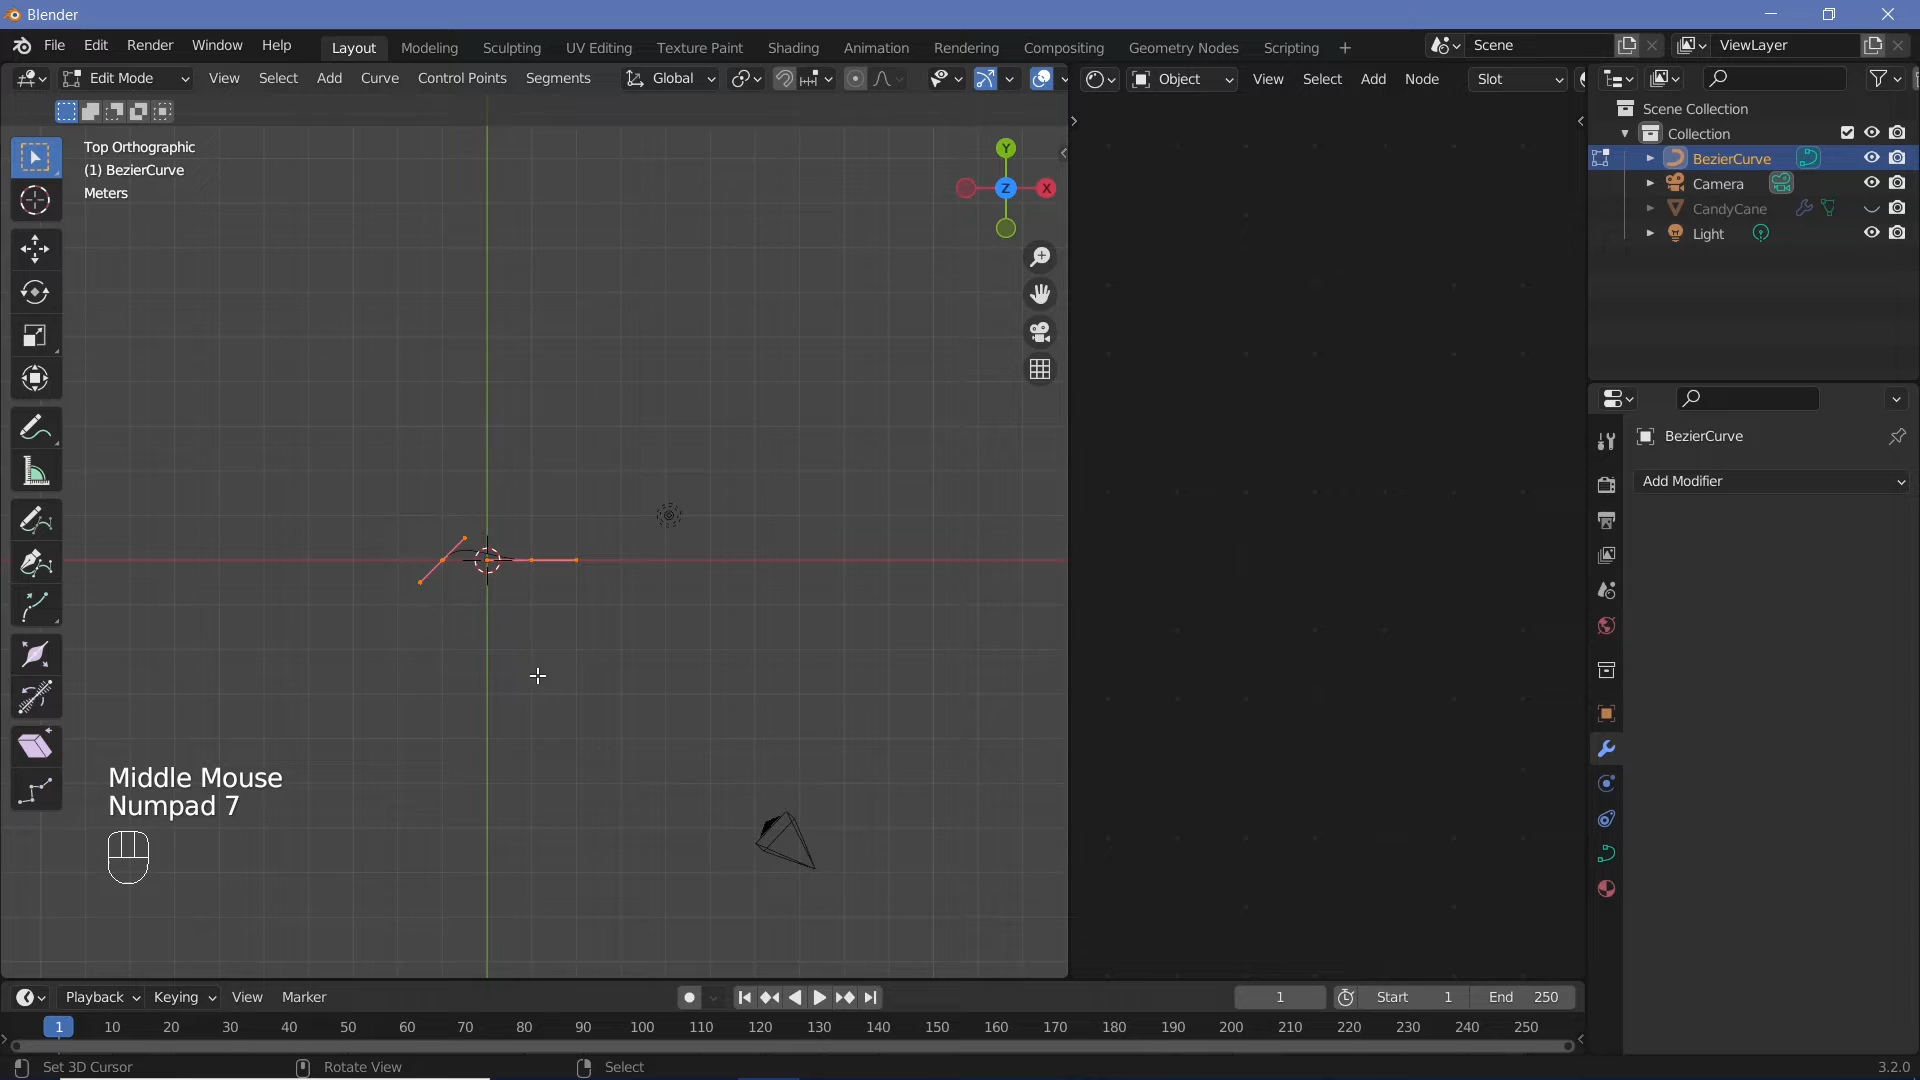 Blender
File Edit Render Window Help
Layout Modeling Sculpting UV Editing Texture Paint Shading Animation Rendering Compositing Geometry Nodes Scripting +
Scene
ViewLayer
Edit Mode View Select Add Curve Control Points Segments Global
Object View Select Add Node Slot
Scene Collection
Collection
BezierCurve
Camera
CandyCane
Light
Top Orthographic
(1) BezierCurve
Meters
Y
Z
X
BezierCurve
Add Modifier
Middle Mouse
Numpad 7
Playback Keying View Marker
1 Start 1 End 250
1 10 20 30 40 50 60 70 80 90 100 110 120 130 140 150 160 170 180 190 200 210 220 230 240 250
Set 3D Cursor Rotate View Select 3.2.0